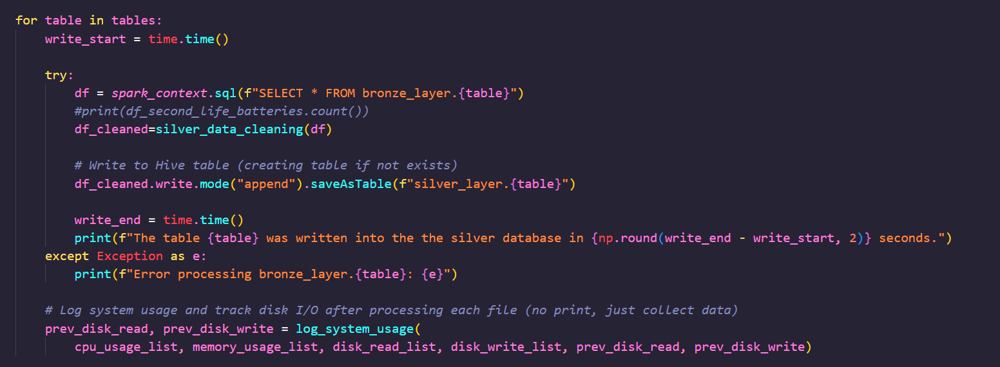 for table in tables:
    write_start = time.time()

    try:
        df = spark_context.sql(f"SELECT * FROM bronze_layer.{table}")
        #print(df_second_life_batteries.count())
        df_cleaned=silver_data_cleaning(df)

        # Write to Hive table (creating table if not exists)
        df_cleaned.write.mode("append").saveAsTable(f"silver_layer.{table}")

        write_end = time.time()
        print(f"The table {table} was written into the the silver database in {np.round(write_end - write_start, 2)} seconds.")
    except Exception as e:
        print(f"Error processing bronze_layer.{table}: {e}")

    # Log system usage and track disk I/O after processing each file (no print, just collect data)
    prev_disk_read, prev_disk_write = log_system_usage(
        cpu_usage_list, memory_usage_list, disk_read_list, disk_write_list, prev_disk_read, prev_disk_write)